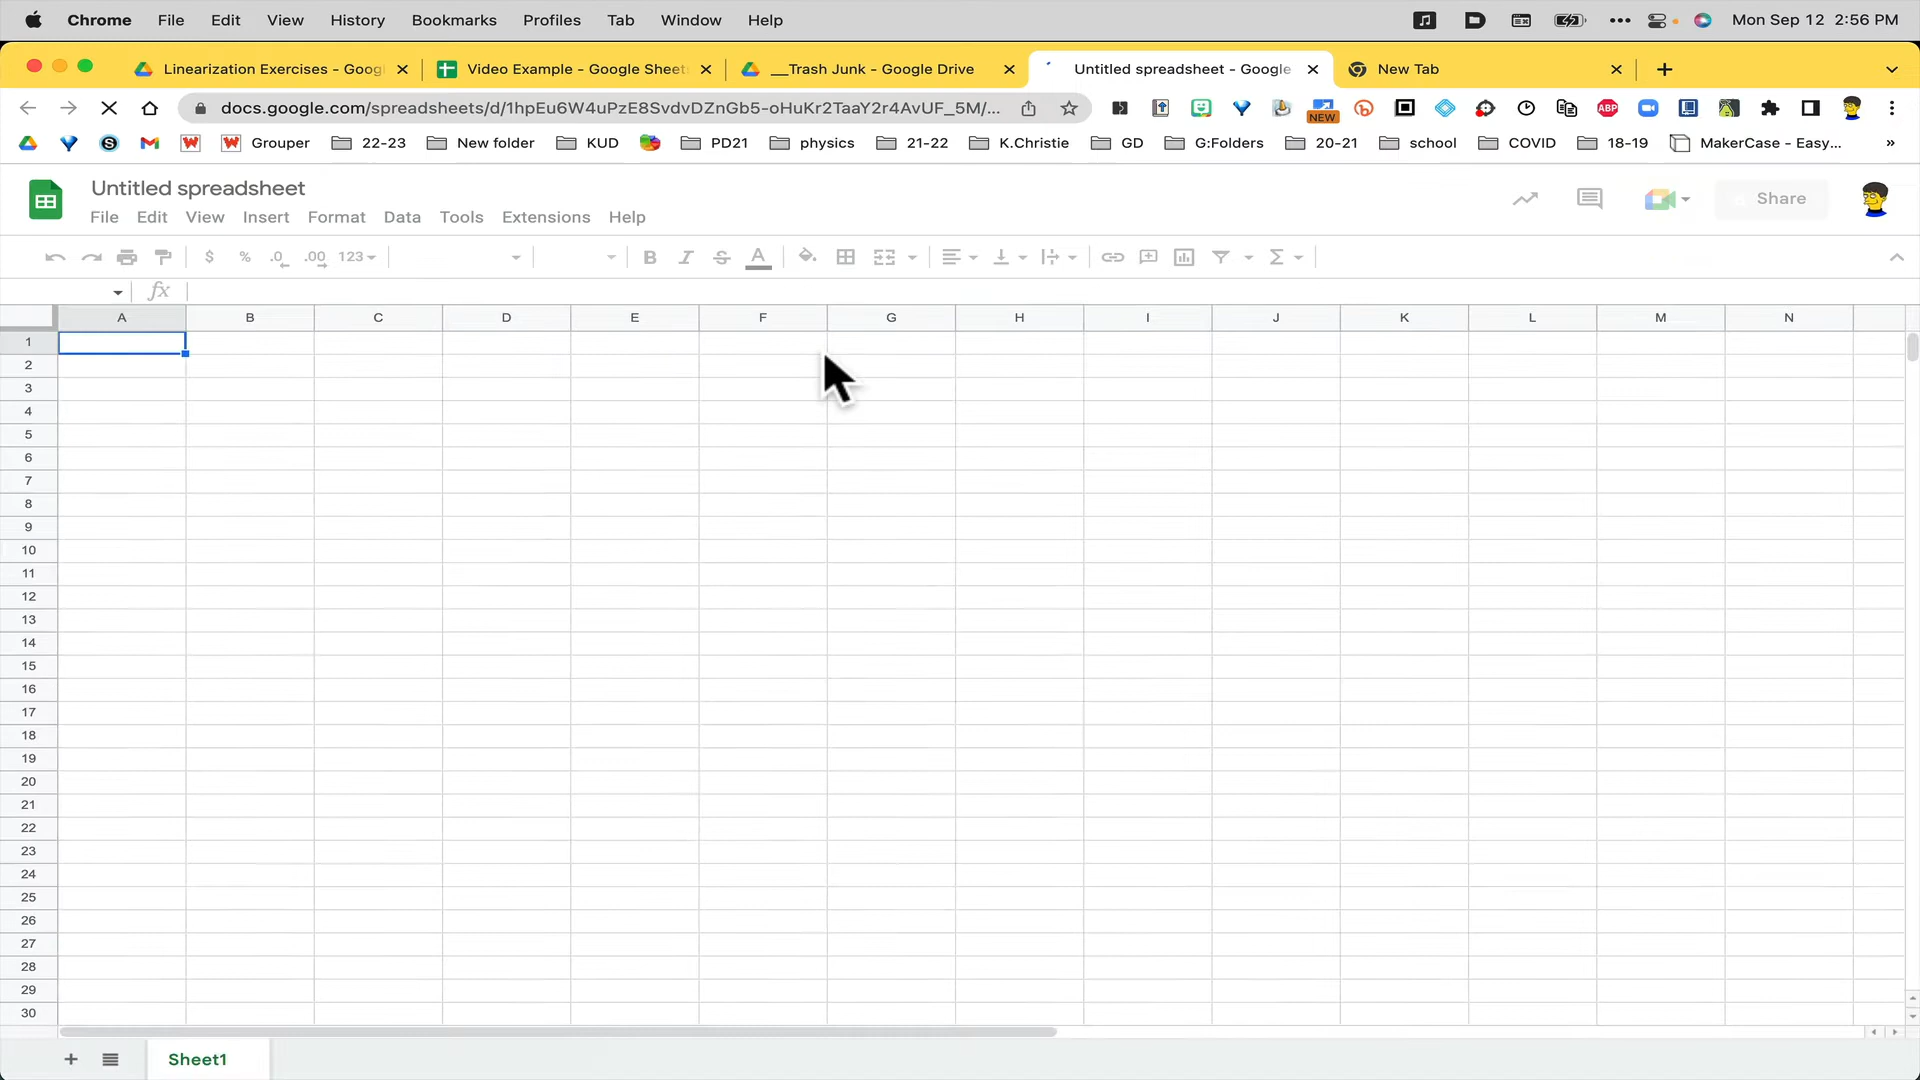 Chrome File Edit View History Bookmarks Profiles Tab Window Help Mon Sep 12 2:56 PM
Linearization Exercises - Googl Video Example - Google Sheet __Trash Junk - Google Drive Untitled spreadsheet - Google New Tab
docs.google.com/spreadsheets/d/1hpEu6W4uPzE8SvdvDZnGb5-oHuKr2TaaY2r4AvUF_5M/... NEW ABP
Grouper 22-23 New folder KUD PD21 physics 21-22 K.Christie GD G:Folders 20-21 school COVID 18-19 MakerCase - Easy... »
Untitled spreadsheet
File Edit View Insert Format Data Tools Extensions Help
Share
$ % .0 .00 123 B I S A Σ
fx
A B C D E F G H I J K L M N
1
2
3
4
5
6
7
8
9
10
11
12
13
14
15
16
17
18
19
20
21
22
23
24
25
26
27
28
29
30
+ Sheet1